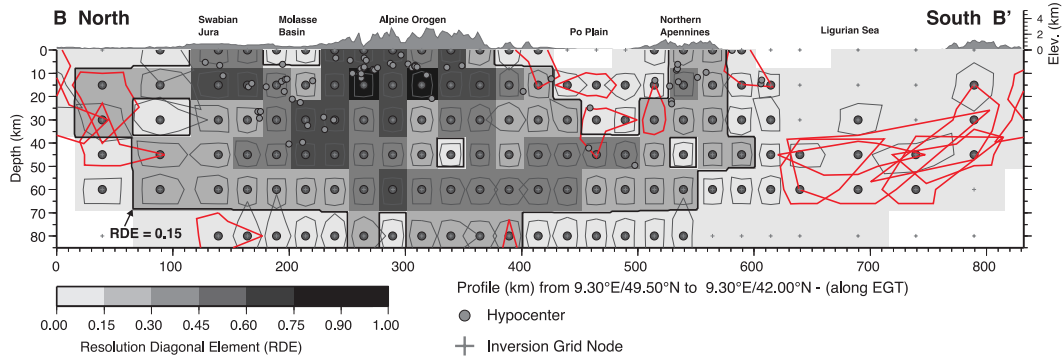 B North
Swabian
Jura
Molasse
Basin
Alpine Orogen
Po Plain
Northern
Apennines
Ligurian Sea
South B’
4
2
0
Elev. (km)
0
10
20
30
40
50
60
70
80
Depth (km)
RDE = 0.15
0 100 200 300 400 500 600 700 800
0.00 0.15 0.30 0.45 0.60 0.75 0.90 1.00
Resolution Diagonal Element (RDE)
Profile (km) from 9.30°E/49.50°N to 9.30°E/42.00°N - (along EGT)
Hypocenter
Inversion Grid Node